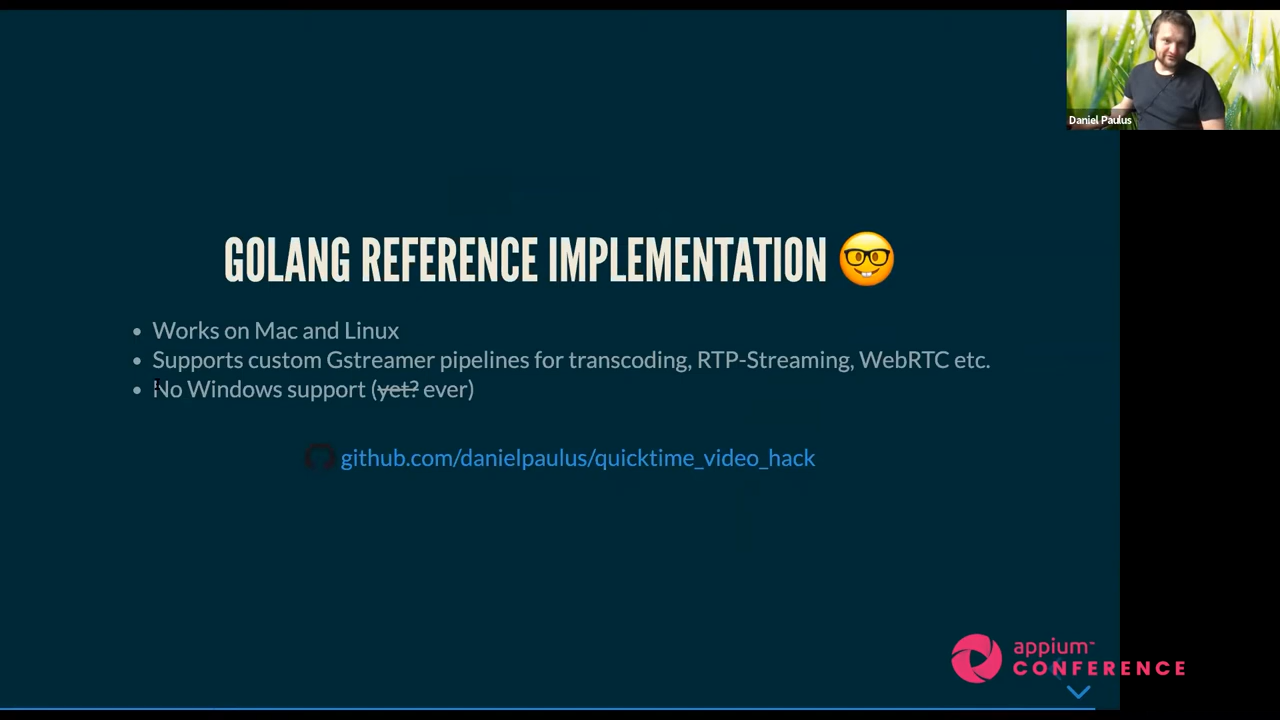 Daniel Paulus
GOLANG REFERENCE IMPLEMENTATION 🤓
• Works on Mac and Linux
• Supports custom Gstreamer pipelines for transcoding, RTP-Streaming, WebRTC etc.
• No Windows support (yet? ever)
github.com/danielpaulus/quicktime_video_hack
appium™
CONFERENCE